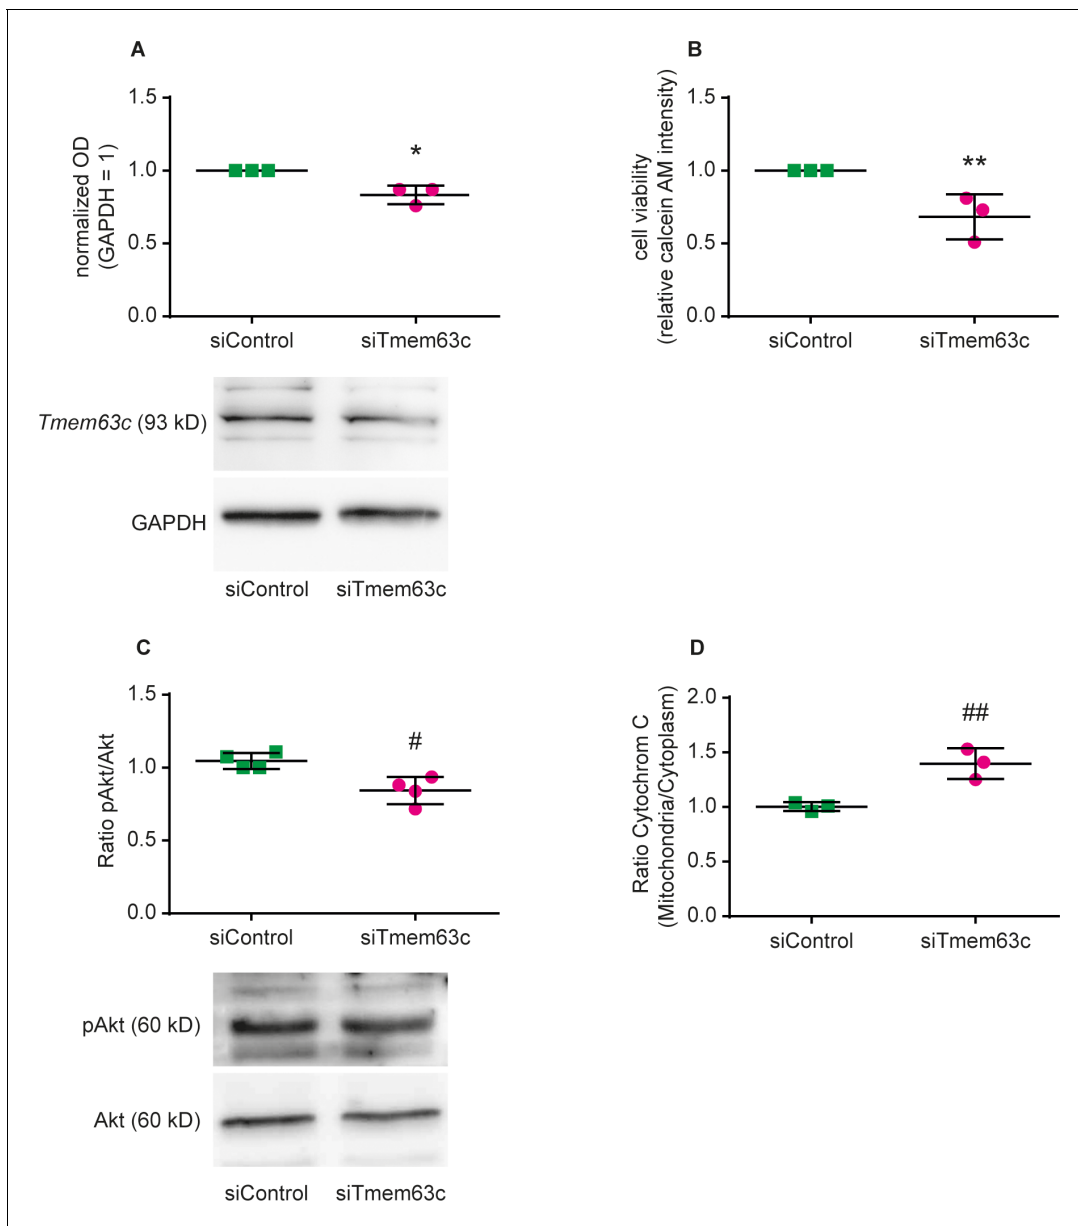 A
normalized OD
(GAPDH = 1)
1.5
1.0
0.5
0.0
*
siControl
siTmem63c
Tmem63c (93 kD)
GAPDH
siControl
siTmem63c
B
cell viability
(relative calcein AM intensity)
1.5
1.0
0.5
0.0
**
siControl
siTmem63c
C
Ratio pAkt/Akt
1.5
1.0
0.5
0.0
#
siControl
siTmem63c
pAkt (60 kD)
Akt (60 kD)
siControl
siTmem63c
D
Ratio Cytochrom C
(Mitochondria/Cytoplasm)
2.0
1.5
1.0
0.5
0.0
##
siControl
siTmem63c